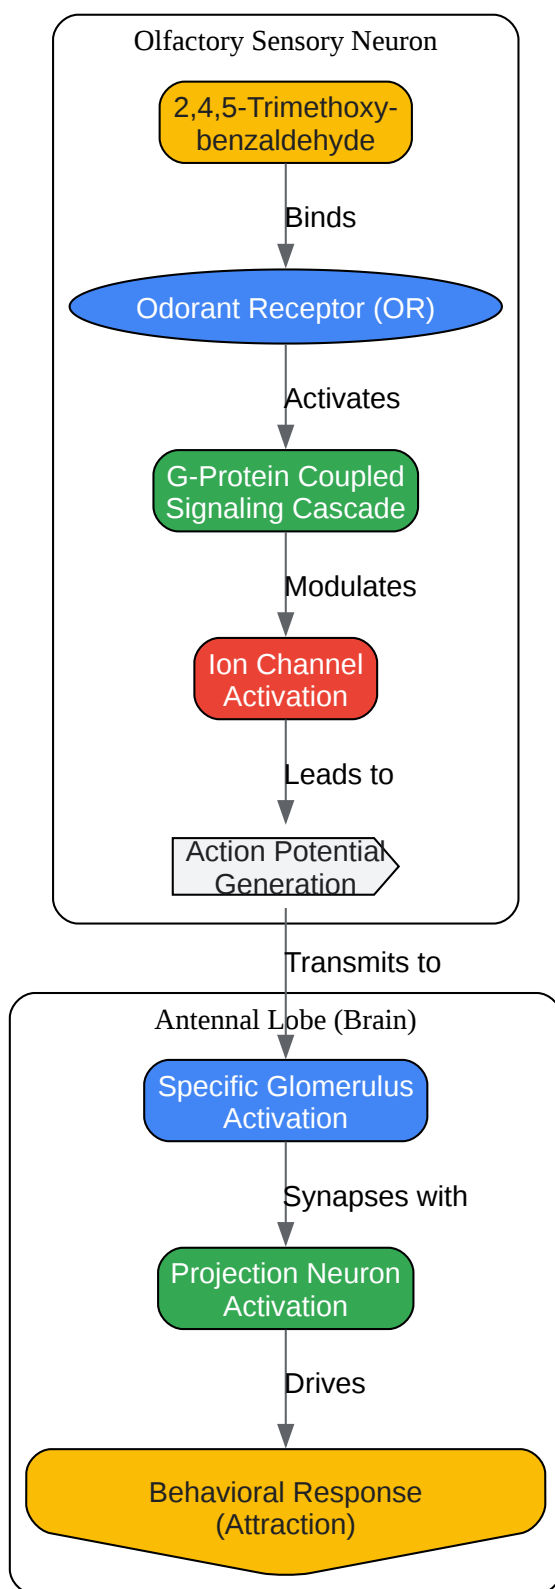 Olfactory Sensory Neuron
2,4,5-Trimethoxy-
benzaldehyde
Binds
Odorant Receptor (OR)
Activates
G-Protein Coupled
Signaling Cascade
Modulates
Ion Channel
Activation
Leads to
Action Potential
Generation
Transmits to
Antennal Lobe (Brain)
Specific Glomerulus
Activation
Synapses with
Projection Neuron
Activation
Drives
Behavioral Response
(Attraction)